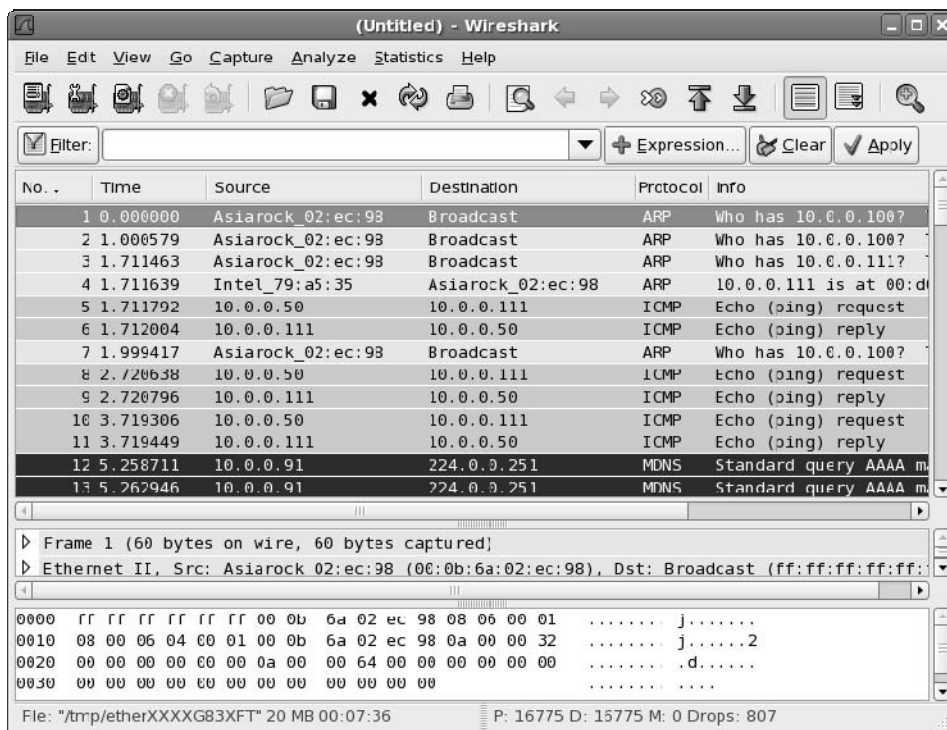 (Untitled) - Wireshark
File Edit View Go Capture Analyze Statistics Help
Filter: Expression... Clear Apply
No. . Time Source Destination Protocol Info
1 0.000000 Asiarock_02:ec:98 Broadcast ARP Who has 10.0.0.100?
2 1.000579 Asiarock_02:ec:98 Broadcast ARP Who has 10.0.0.100?
3 1.711463 Asiarock_02:ec:98 Broadcast ARP Who has 10.0.0.111?
4 1.711639 Intel_79:a5:35 Asiarock_02:ec:98 ARP 10.0.0.111 is at
5 1.711792 10.0.0.50 10.0.0.111 ICMP Echo (ping) request
6 1.712004 10.0.0.111 10.0.0.50 ICMP Echo (ping) reply
7 1.999417 Asiarock_02:ec:98 Broadcast ARP Who has 10.0.0.100?
8 2.720638 10.0.0.50 10.0.0.111 ICMP Echo (ping) request
9 2.720796 10.0.0.111 10.0.0.50 ICMP Echo (ping) reply
10 3.719306 10.0.0.50 10.0.0.111 ICMP Echo (ping) request
11 3.719449 10.0.0.111 10.0.0.50 ICMP Echo (ping) reply
12 5.258711 10.0.0.91 224.0.0.251 MDNS Standard query AAAA
13 5.262946 10.0.0.91 224.0.0.251 MDNS Standard query AAAA
Frame 1 (60 bytes on wire, 60 bytes captured)
Ethernet II, Src: Asiarock_02:ec:98 (00:0b:6a:02:ec:98), Dst: Broadcast (ff:ff:ff:ff:ff:
0000 ff ff ff ff ff ff 00 0b 6a 02 ec 98 08 06 00 01 ........ j.......
0010 08 00 06 04 00 01 00 0b 6a 02 ec 98 0a 00 00 32 ........ j......2
0020 00 00 00 00 00 00 0a 00 00 64 00 00 00 00 00 00 ........ .d......
0030 00 00 00 00 00 00 00 00 00 00 00 00 ........ ....
File: "/tmp/etherXXXXG83XFT" 20 MB 00:07:36 P: 16775 D: 16775 M: 0 Drops: 807